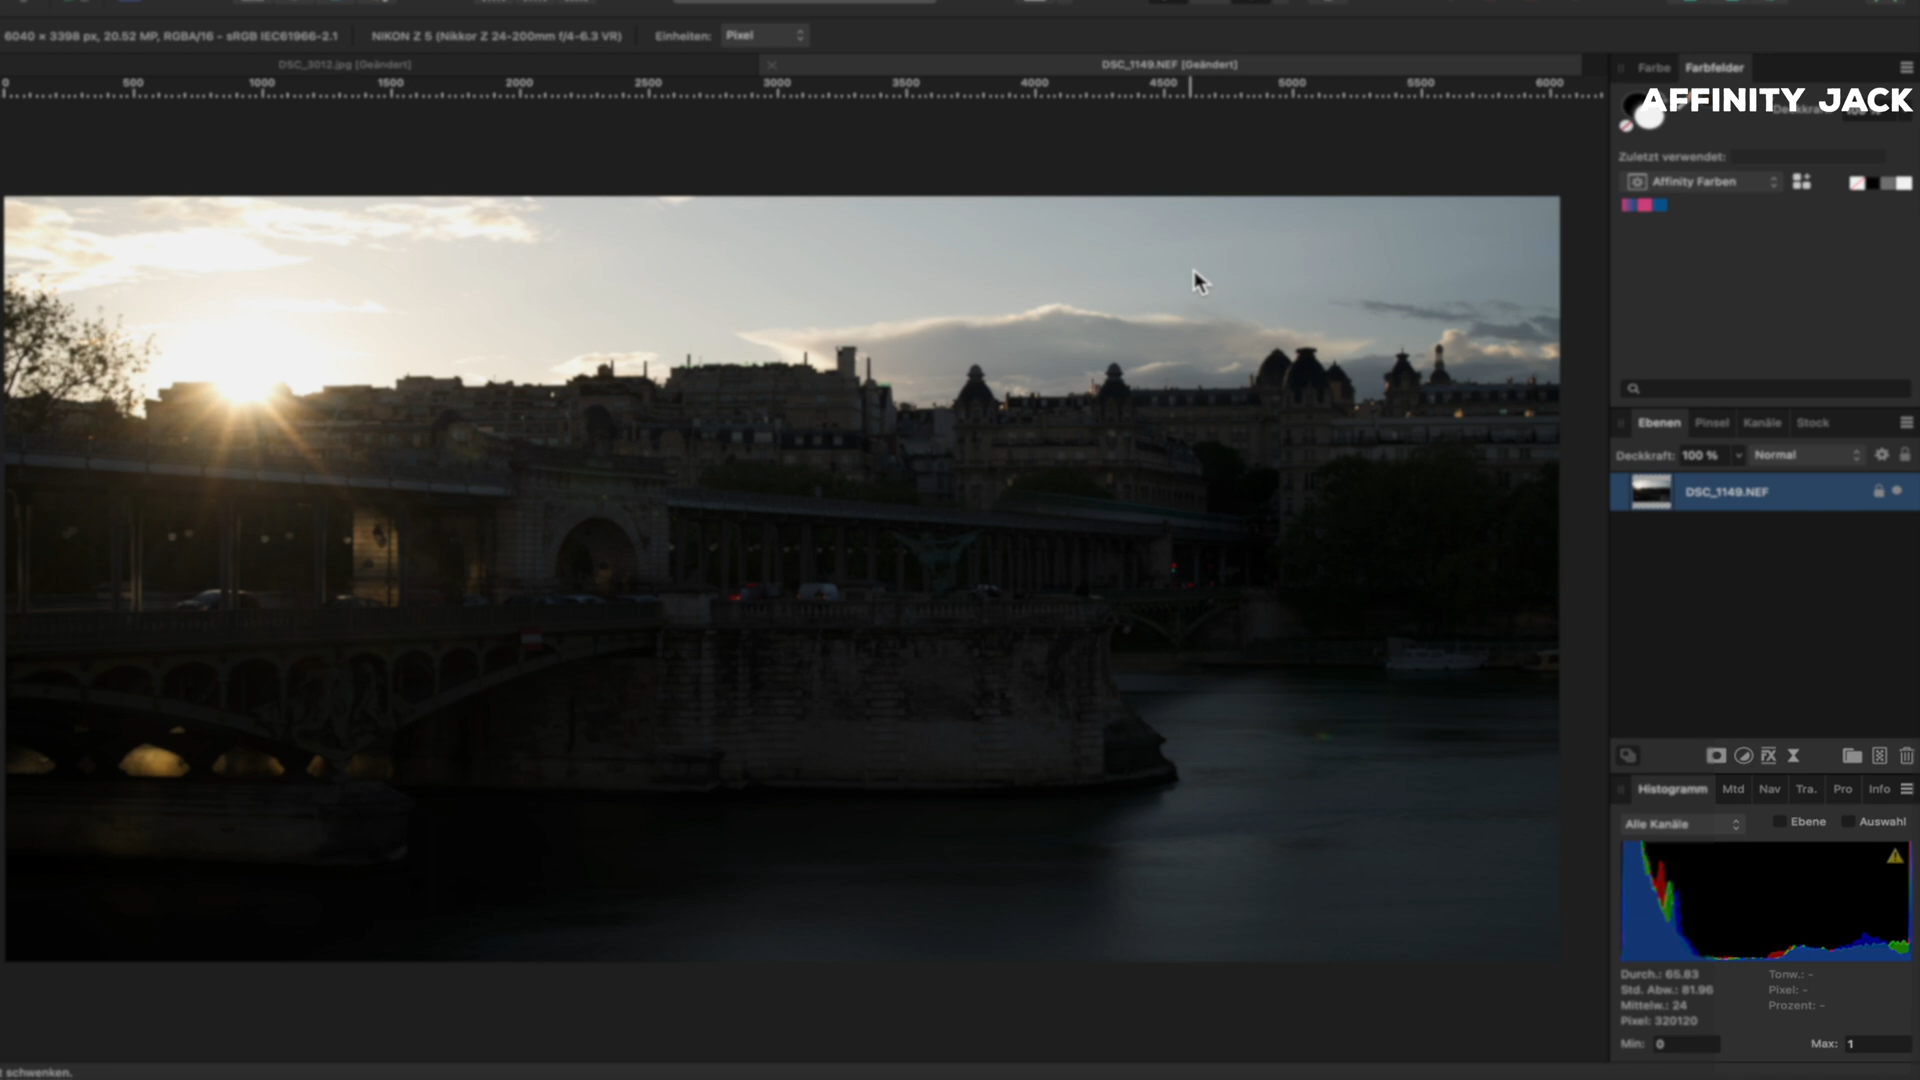 6040 × 3398 px, 20.52 MP, RGBA/16 - sRGB IEC61966-2.1
NIKON Z 5 (Nikkor Z 24-200mm f/4-6.3 VR)
Einheiten: Pixel
DSC_3012.jpg [Geändert]
DSC_1149.NEF [Geändert]
0 500 1000 1500 2000 2500 3000 3500 4000 4500 5000 5500 6000
Farbe Farbfelder
AFFINITY JACK
Zuletzt verwendet:
Affinity Farben
Ebenen Pinsel Kanäle Stock
Deckkraft: 100 % Normal
DSC_1149.NEF
FX
Histogramm Mtd Nav Tra. Pro Info
Alle Kanäle Ebene Auswahl
Durch.: 65.83 Tonw.: -
Std. Abw.: 81.96 Pixel: -
Mittelw.: 24 Prozent: -
Pixel: 320120
Min: 0 Max: 1
t schwenken.